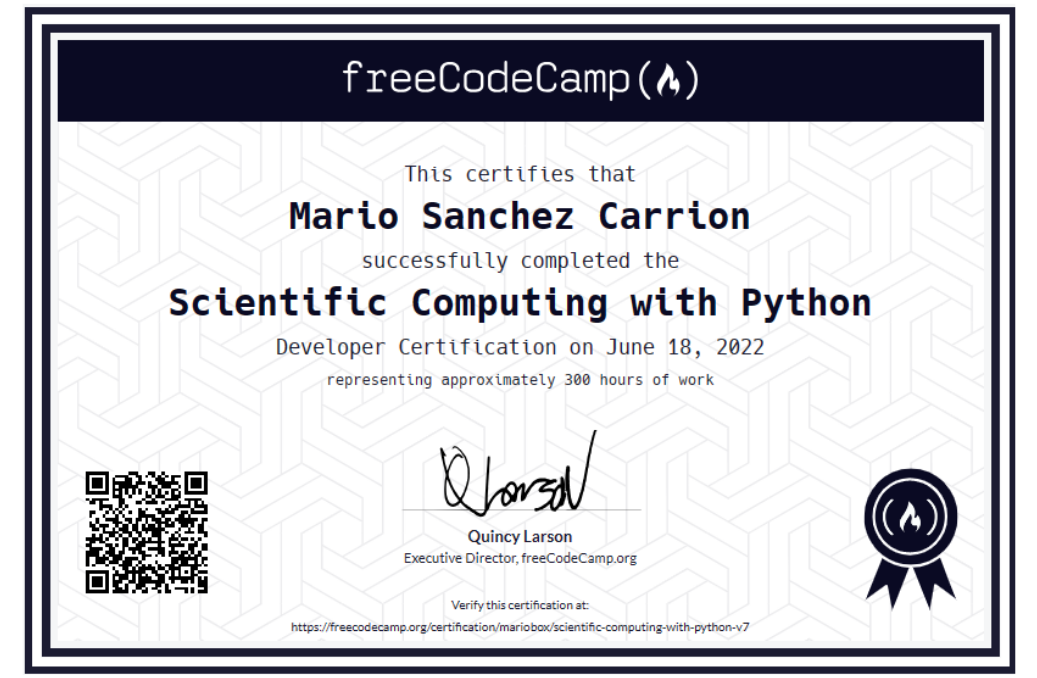 freeCodeCamp
This certifies that
Mario Sanchez Carrion
successfully completed the
Scientific Computing with Python
Developer Certification on June 18, 2022
representing approximately 300 hours of work
Q Larson
Quincy Larson
Executive Director, freeCodeCamp.org
Verify this certification at:
https://freecodecamp.org/certification/mariobox/scientific-computing-with-python-v7